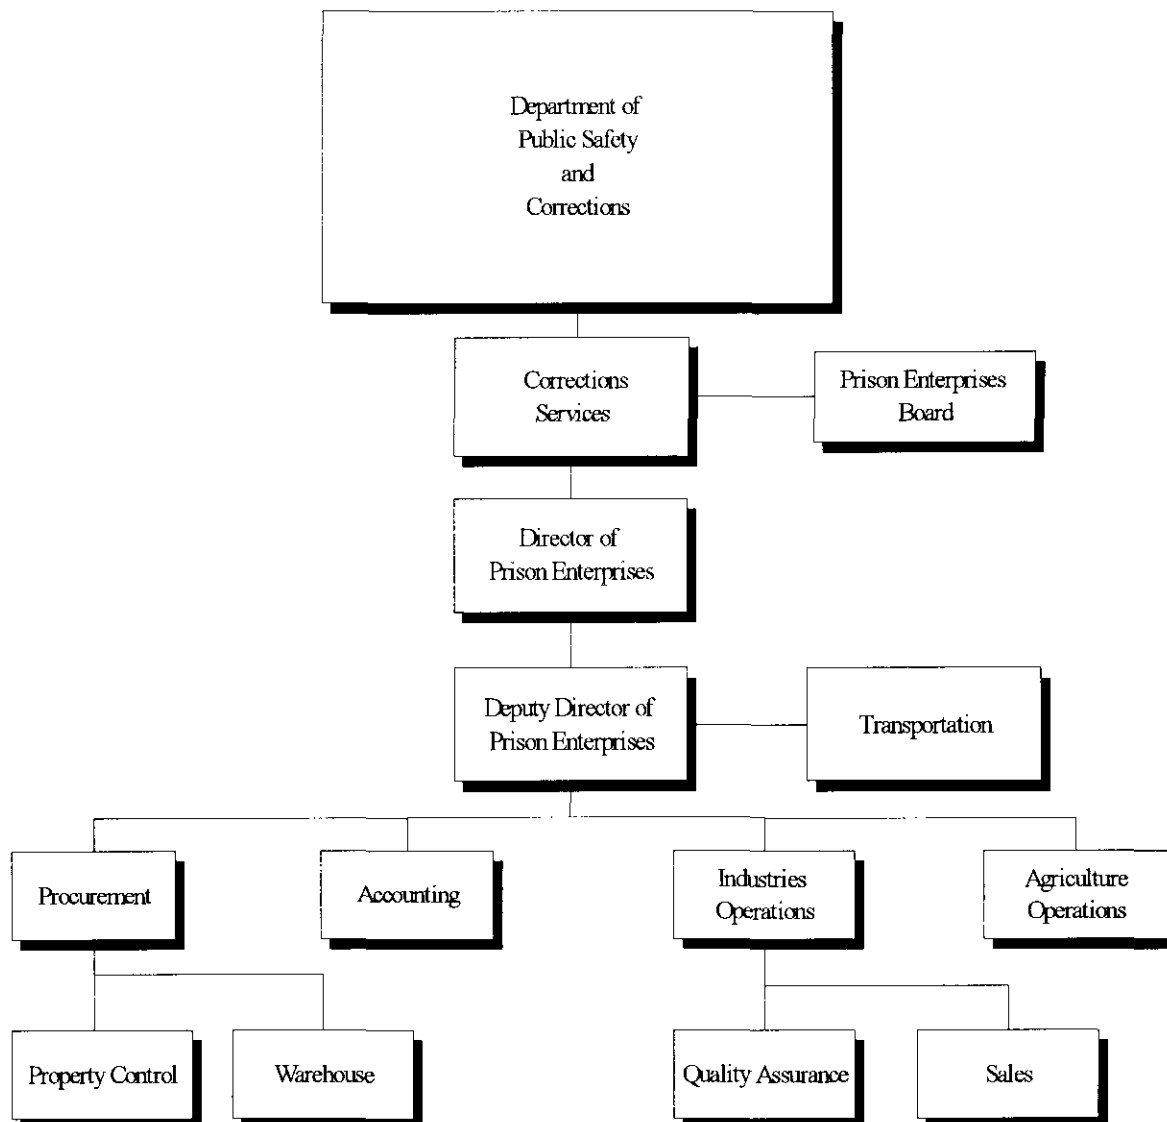 Department of
Public Safety
and
Corrections
Corrections
Services
Prison Enterprises
Board
Director of
Prison Enterprises
Deputy Director of
Prison Enterprises
Transportation
Procurement
Accounting
Industries
Operations
Agriculture
Operations
Property Control
Warehouse
Quality Assurance
Sales